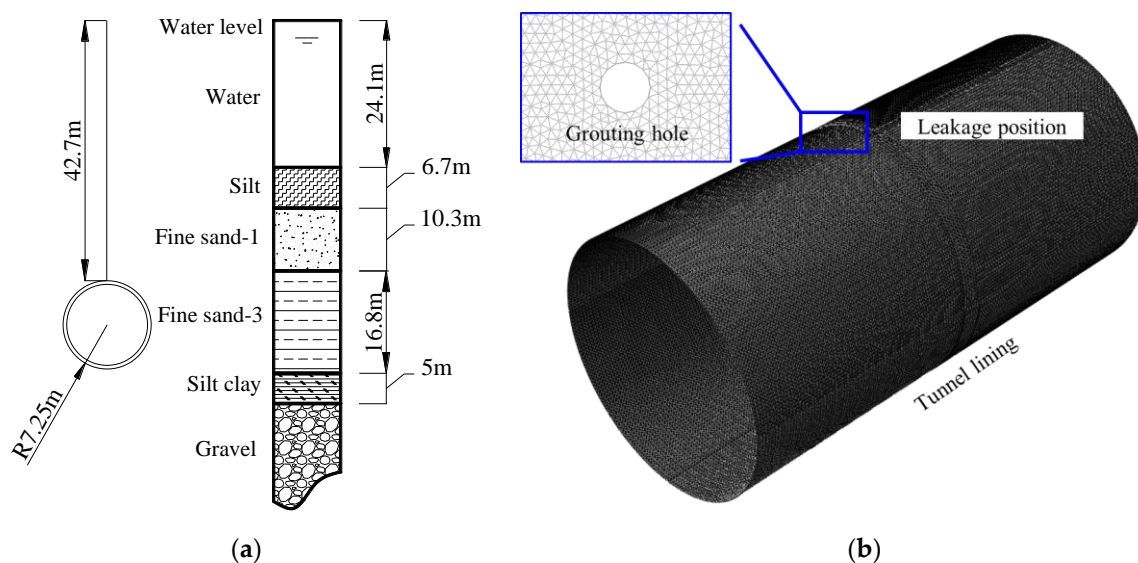 Water level
Water
Silt
Fine sand-1
Fine sand-3
Silt clay
Gravel
42.7m
R7.25m
24.1m
6.7m
10.3m
16.8m
5m
(a)
Grouting hole
Leakage position
Tunnel lining
(b)